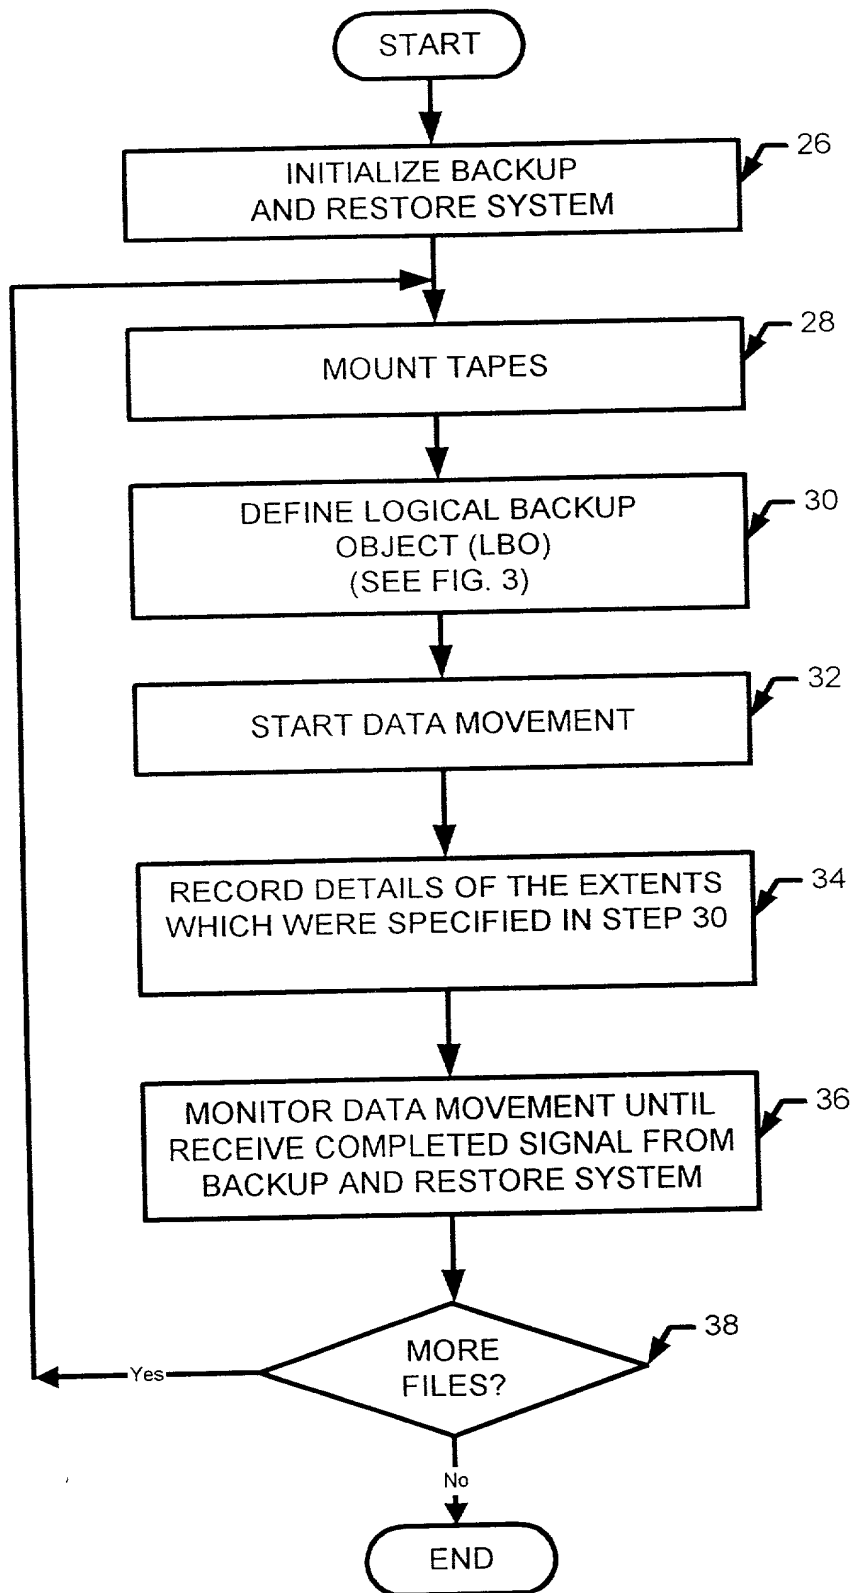 START
26
INITIALIZE BACKUP
AND RESTORE SYSTEM
28
MOUNT TAPES
30
DEFINE LOGICAL BACKUP
OBJECT (LBO)
(SEE FIG. 3)
32
START DATA MOVEMENT
34
RECORD DETAILS OF THE EXTENTS
WHICH WERE SPECIFIED IN STEP 30
36
MONITOR DATA MOVEMENT UNTIL
RECEIVE COMPLETED SIGNAL FROM
BACKUP AND RESTORE SYSTEM
38
MORE
FILES?
Yes
No
END